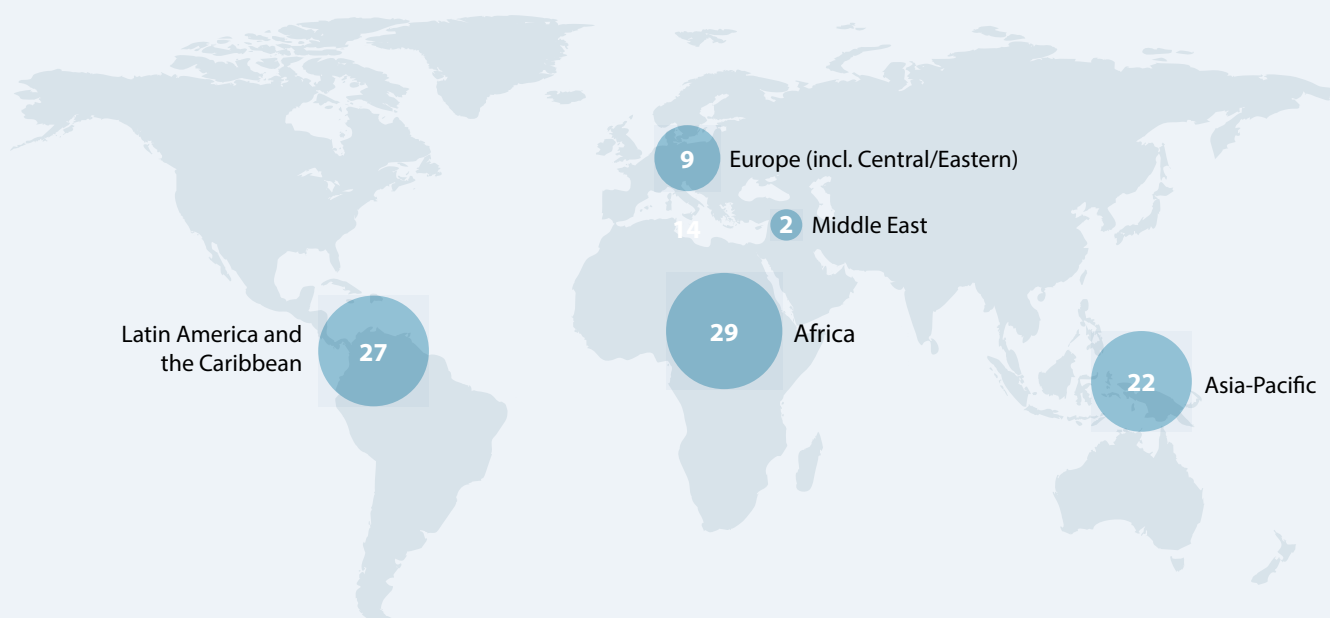 9
Europe (incl. Central/Eastern)
14
2
Middle East
Latin America and
the Caribbean
27
29
Africa
22
Asia-Pacific